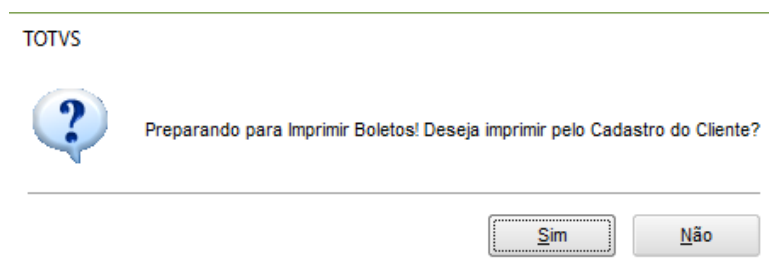 TOTVS
Preparando para Imprimir Boletos! Deseja imprimir pelo Cadastro do Cliente?
Sim Não